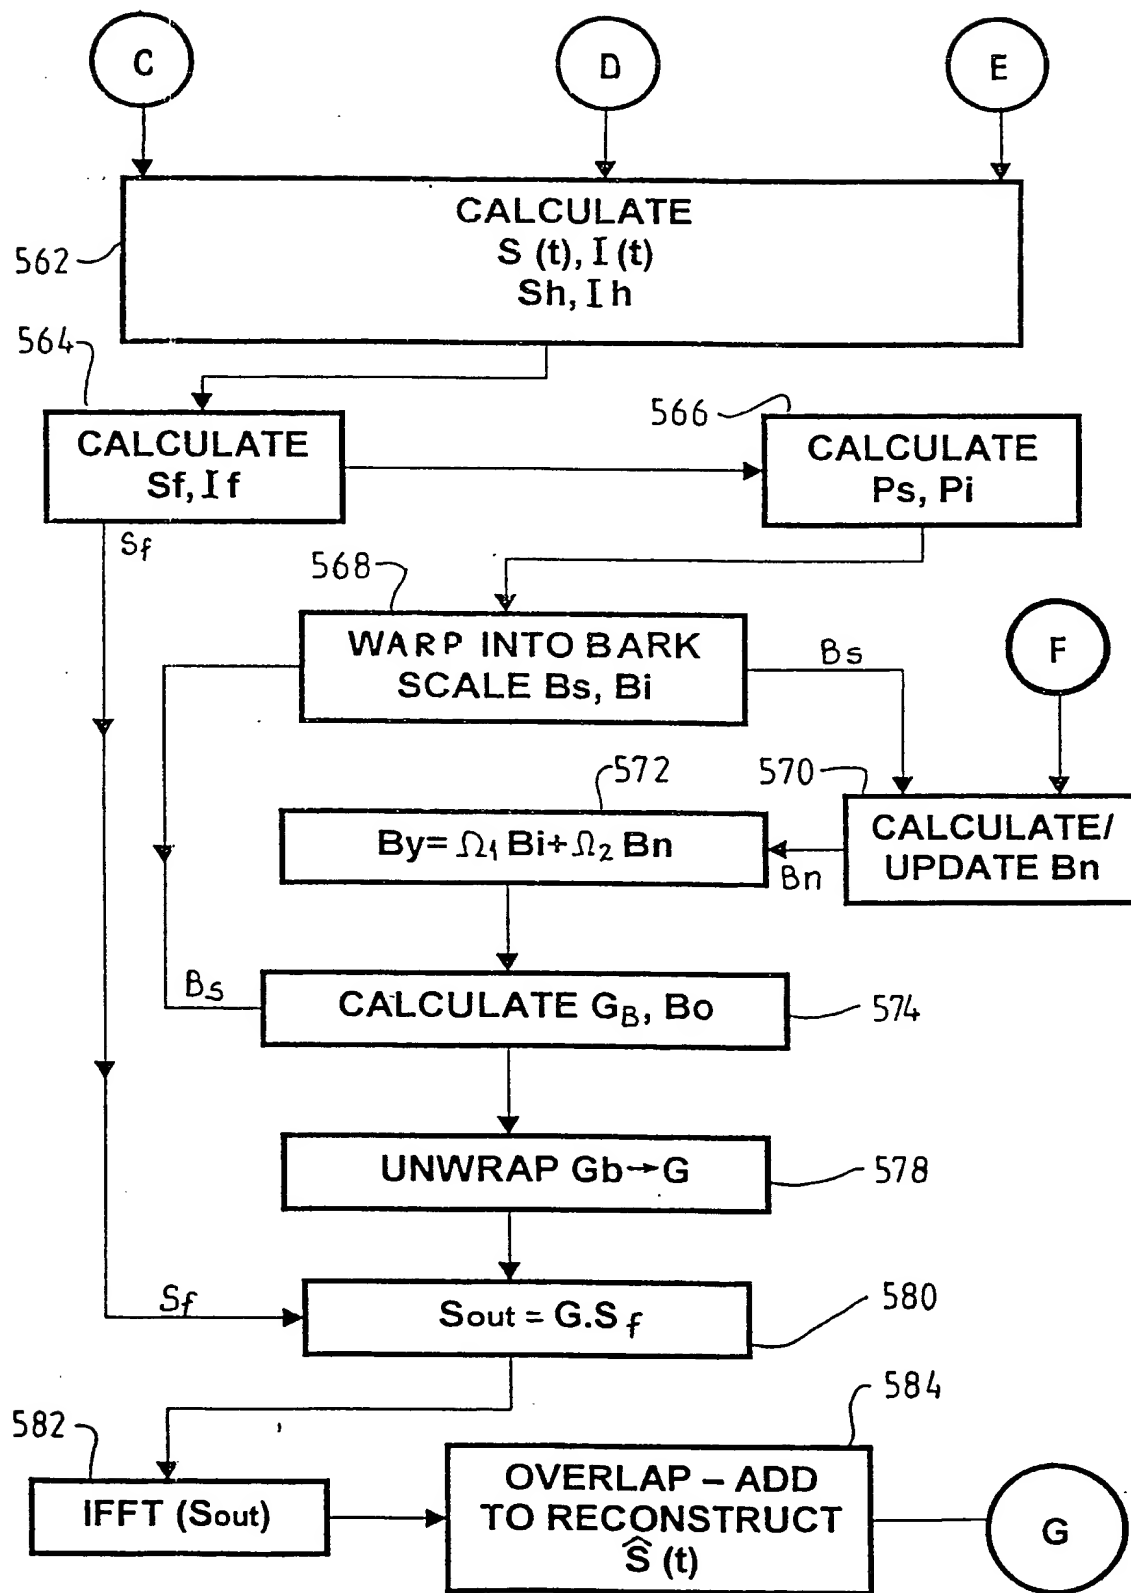 C
D
E
CALCULATE
S (t), I (t)
Sh, I h
562
564
CALCULATE
Sf, I f
566
CALCULATE
Ps, Pi
Sf
568
WARP INTO BARK
SCALE Bs, Bi
Bs
F
572
570
By= Ω1 Bi+Ω2 Bn
CALCULATE/
UPDATE Bn
Bn
Bs
CALCULATE GB, Bo
574
UNWRAP Gb→G
578
Sf
Sout = G.Sf
580
582
584
IFFT (Sout)
OVERLAP – ADD
TO RECONSTRUCT
Ŝ (t)
G